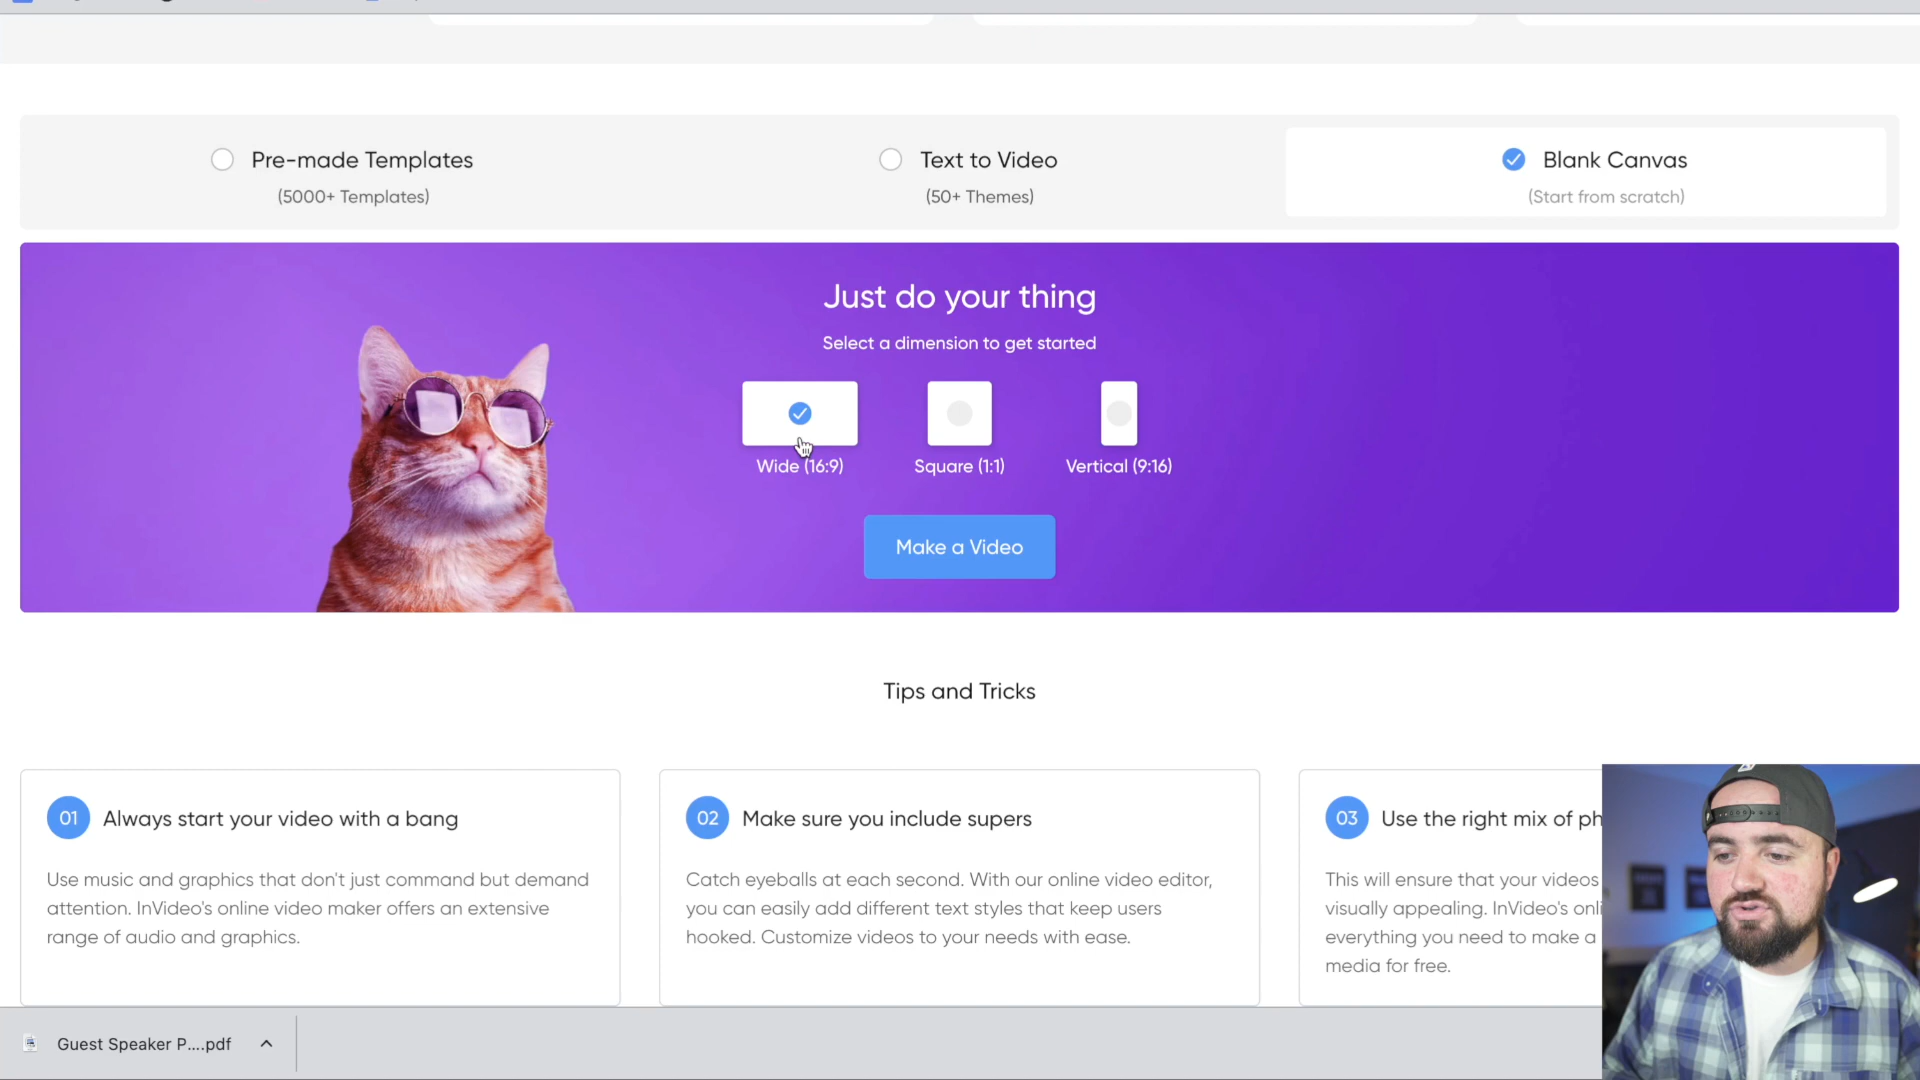 Pre-made Templates
(5000+ Templates)
Text to Video
(50+ Themes)
Blank Canvas
(Start from scratch)
Just do your thing
Select a dimension to get started
Wide (16:9)
Square (1:1)
Vertical (9:16)
Make a Video
Tips and Tricks
01 Always start your video with a bang
Use music and graphics that don't just command but demand
attention. InVideo's online video maker offers an extensive
range of audio and graphics.
02 Make sure you include supers
Catch eyeballs at each second. With our online video editor,
you can easily add different text styles that keep users
hooked. Customize videos to your needs with ease.
03 Use the right mix of ph
This will ensure that your videos
visually appealing. InVideo's onli
everything you need to make a
media for free.
Guest Speaker P....pdf